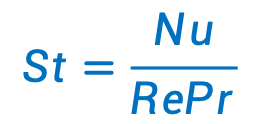 St = Nu / RePr